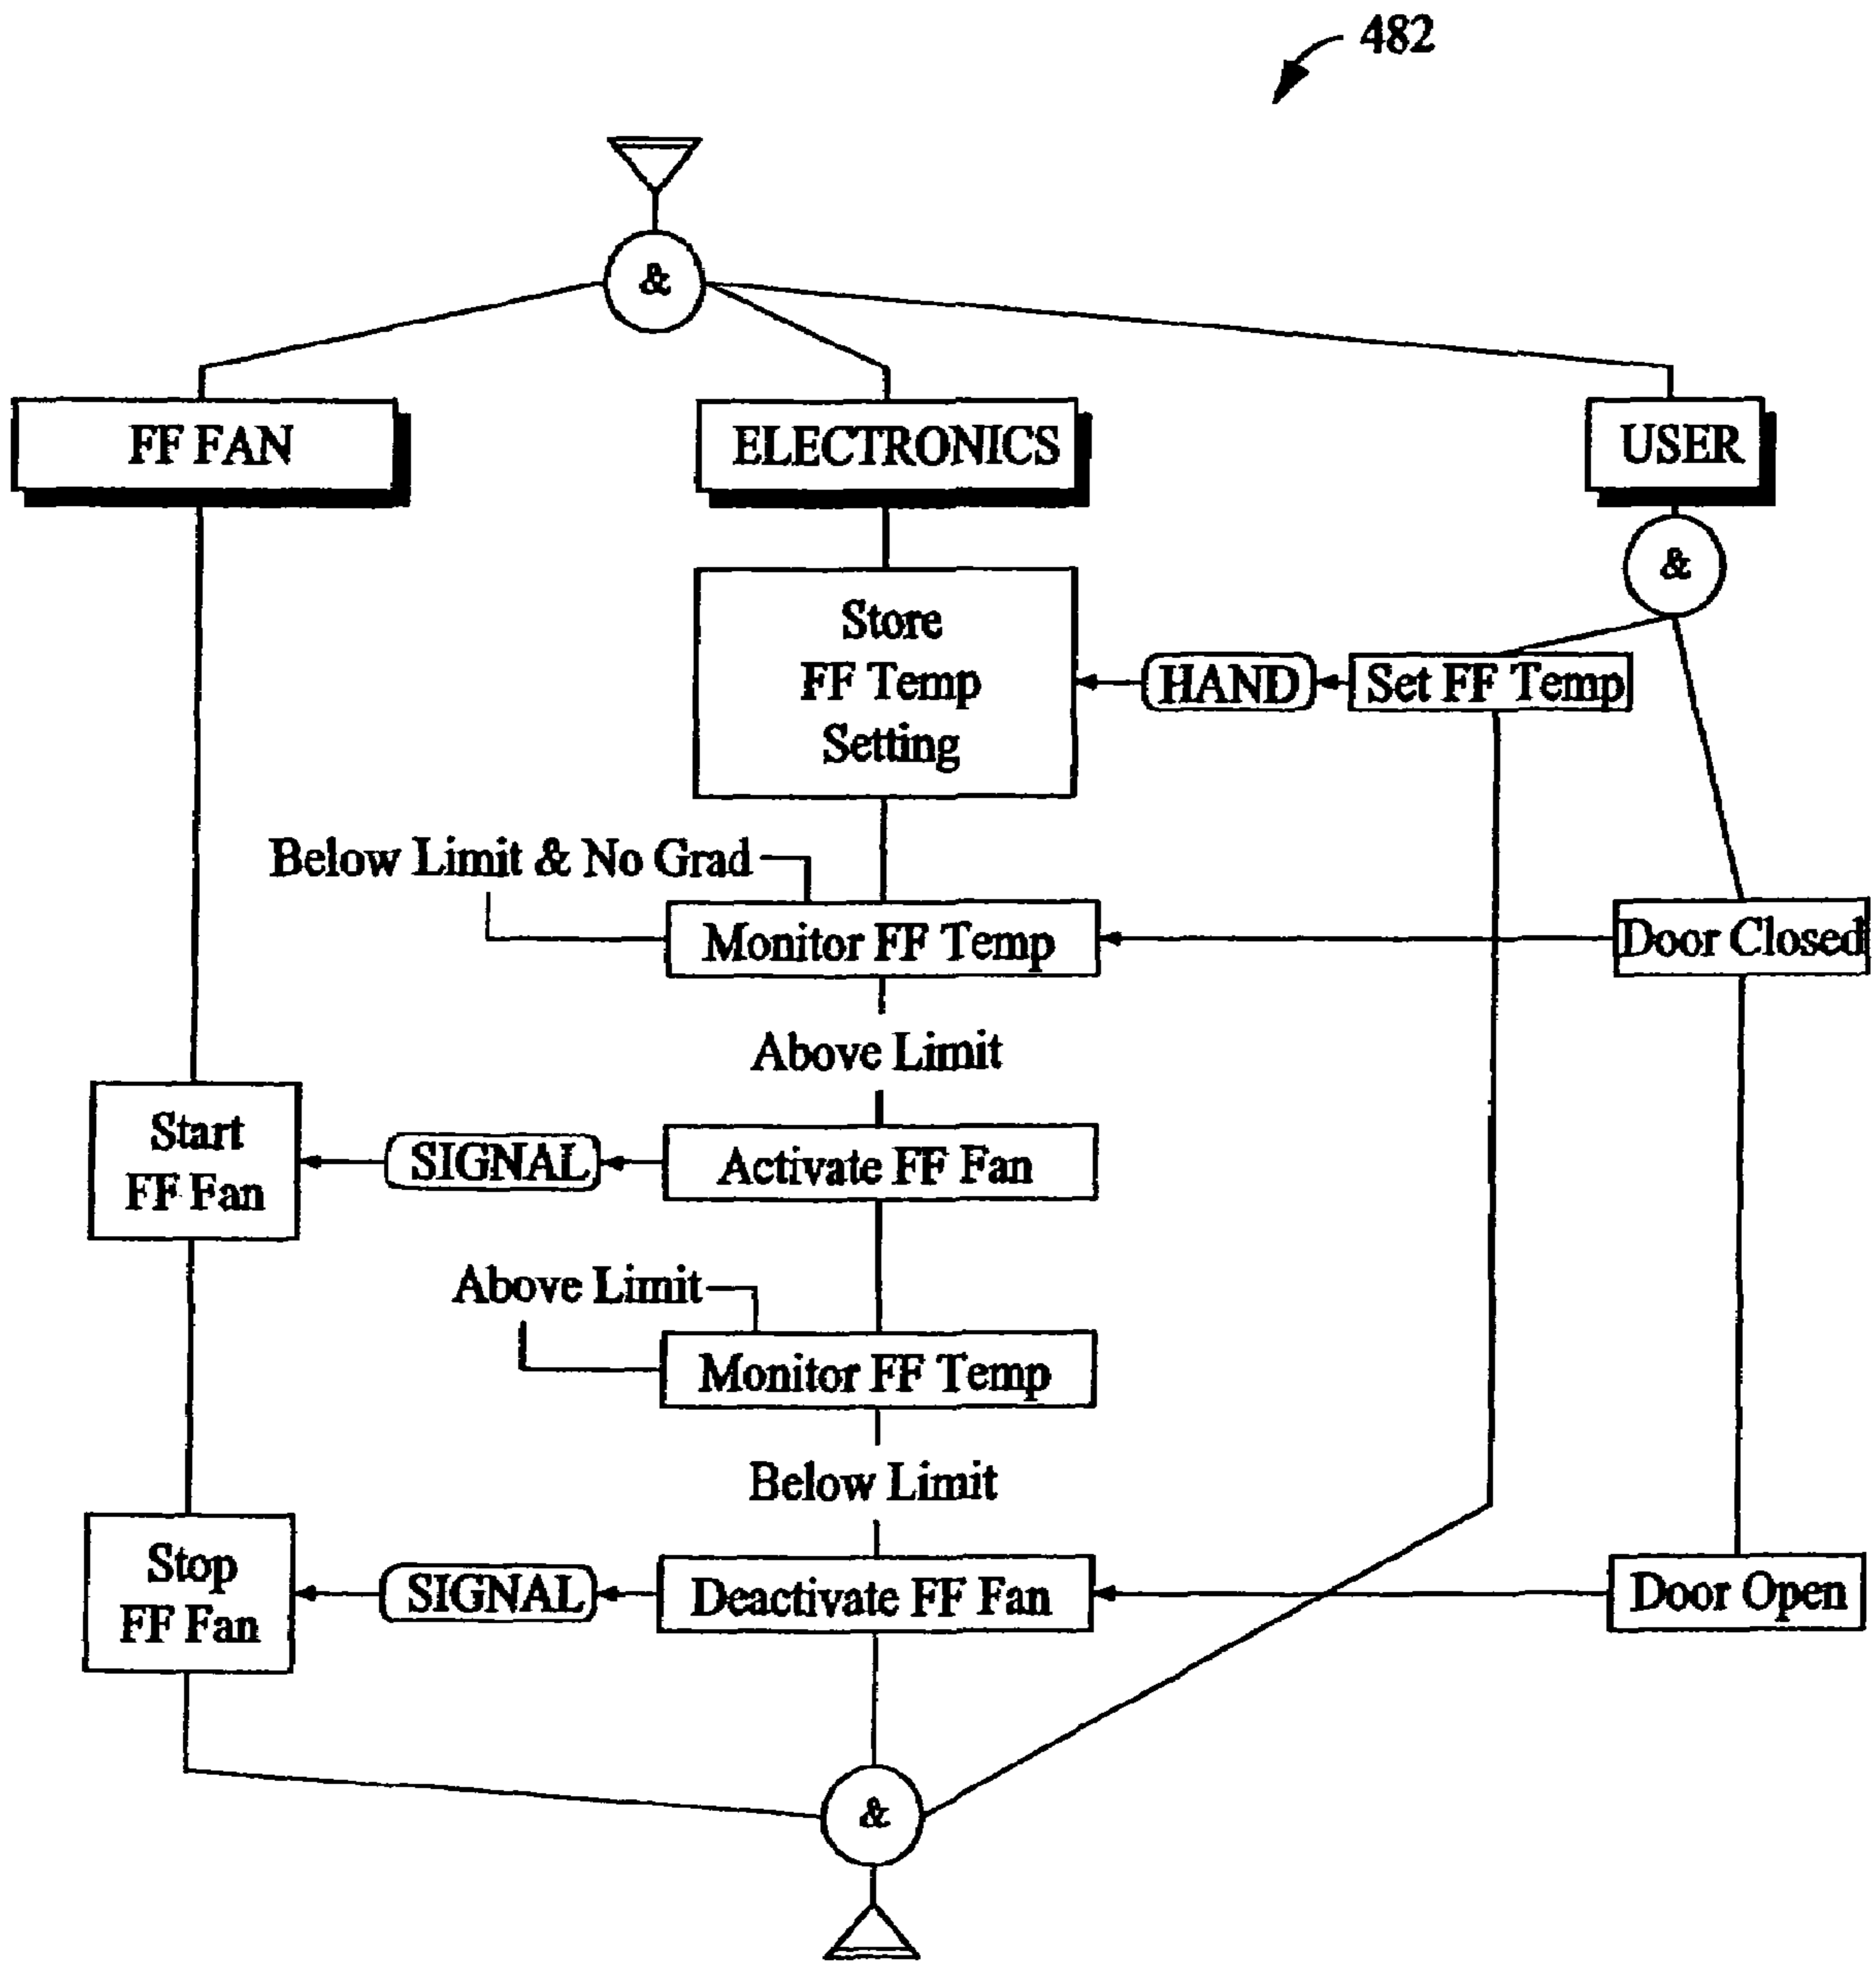 482
&
FF FAN
ELECTRONICS
USER
&
Store
FF Temp
Setting
HAND
Set FF Temp
Below Limit & No Grad
Monitor FF Temp
Door Closed
Above Limit
Start
FF Fan
SIGNAL
Activate FF Fan
Above Limit
Monitor FF Temp
Below Limit
Stop
FF Fan
SIGNAL
Deactivate FF Fan
Door Open
&